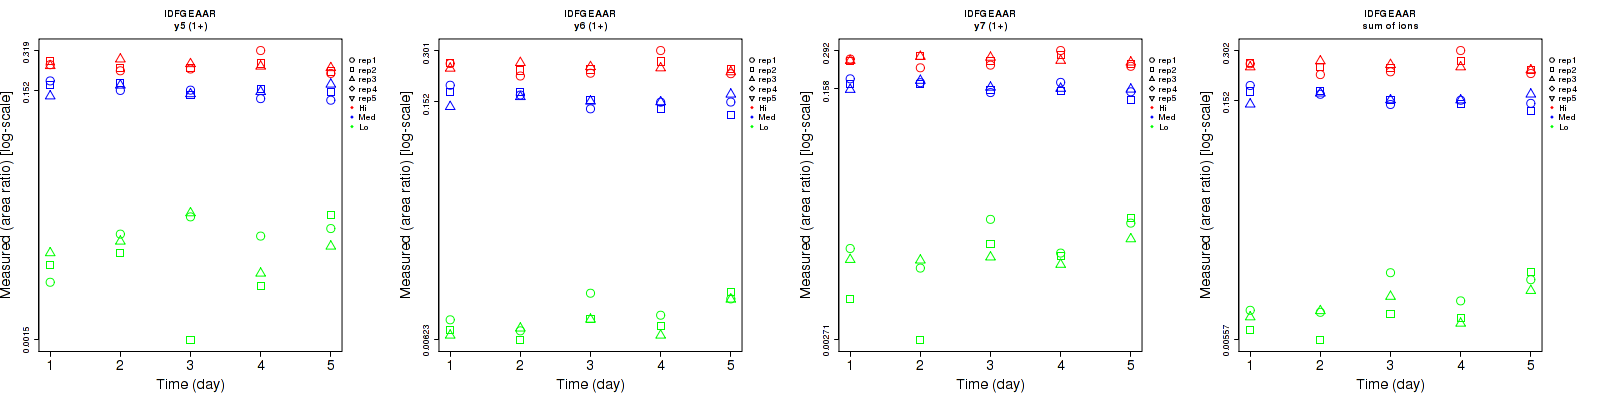 IDFGEAAR
y5 (1+)
Measured (area ratio) [log-scale]
0.319
0.152
0.0015
1 2 3 4 5
Time (day)
rep1
rep2
rep3
rep4
rep5
Hi
Med
Lo
IDFGEAAR
y6 (1+)
Measured (area ratio) [log-scale]
0.301
0.152
0.00623
1 2 3 4 5
Time (day)
rep1
rep2
rep3
rep4
rep5
Hi
Med
Lo
IDFGEAAR
y7 (1+)
Measured (area ratio) [log-scale]
0.292
0.158
0.00271
1 2 3 4 5
Time (day)
rep1
rep2
rep3
rep4
rep5
Hi
Med
Lo
IDFGEAAR
sum of ions
Measured (area ratio) [log-scale]
0.302
0.152
0.00557
1 2 3 4 5
Time (day)
rep1
rep2
rep3
rep4
rep5
Hi
Med
Lo